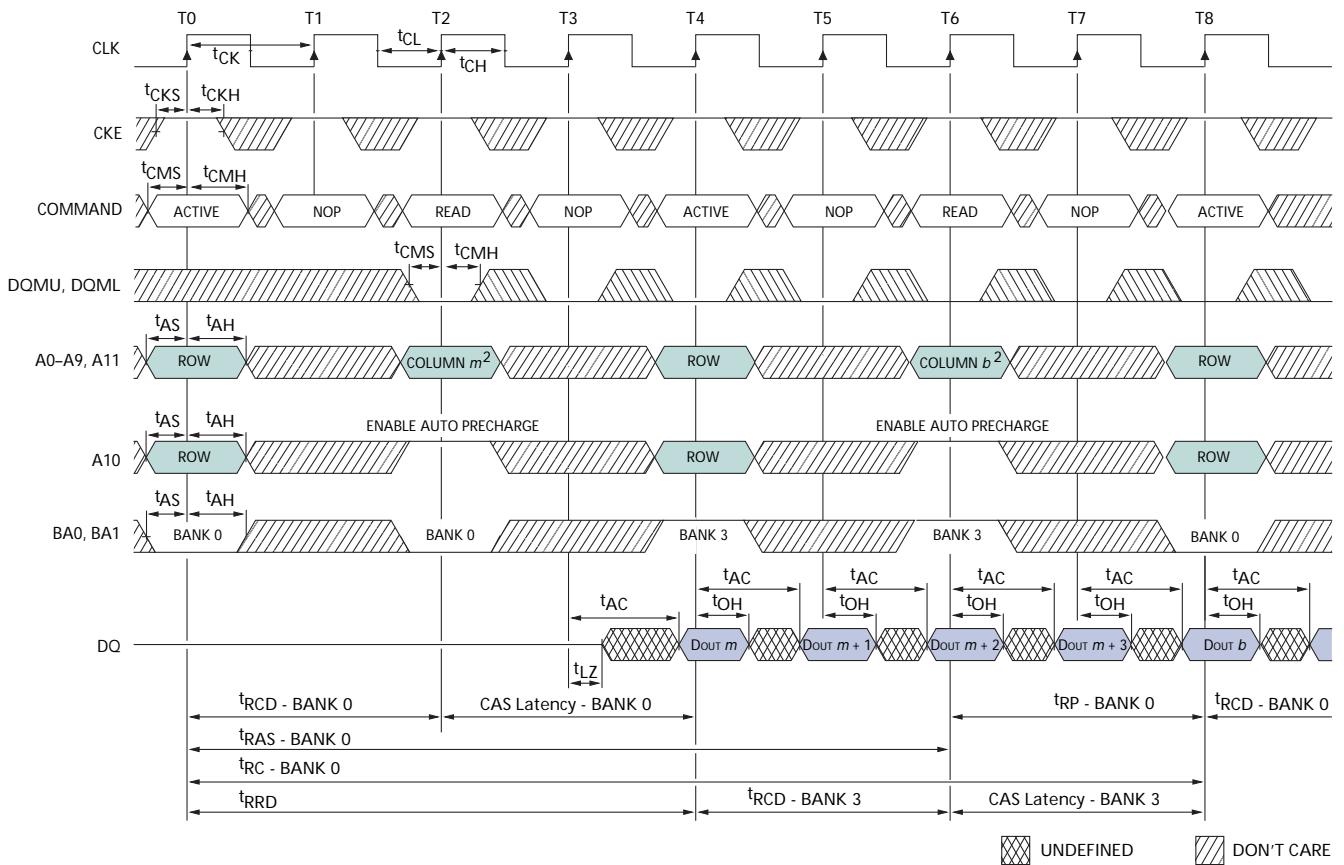 T0 T1 T2 T3 T4 T5 T6 T7 T8
CLK
tCK tCL tCH
tCKS tCKH
CKE
tCMS tCMH
COMMAND ACTIVE NOP READ NOP ACTIVE NOP READ NOP ACTIVE
tCMS tCMH
DQMU, DQML
tAS tAH
A0–A9, A11 ROW COLUMN m2 ROW COLUMN b2 ROW
tAS tAH ENABLE AUTO PRECHARGE ENABLE AUTO PRECHARGE
A10 ROW ROW ROW
tAS tAH
BA0, BA1 BANK 0 BANK 0 BANK 3 BANK 3 BANK 0
tAC tAC tAC tAC tAC tAC
tOH tOH tOH tOH tOH
DQ DOUT m DOUT m + 1 DOUT m + 2 DOUT m + 3 DOUT b
tLZ
tRCD - BANK 0 CAS Latency - BANK 0 tRP - BANK 0 tRCD - BANK 0
tRAS - BANK 0
tRC - BANK 0
tRRD tRCD - BANK 3 CAS Latency - BANK 3
UNDEFINED DON'T CARE